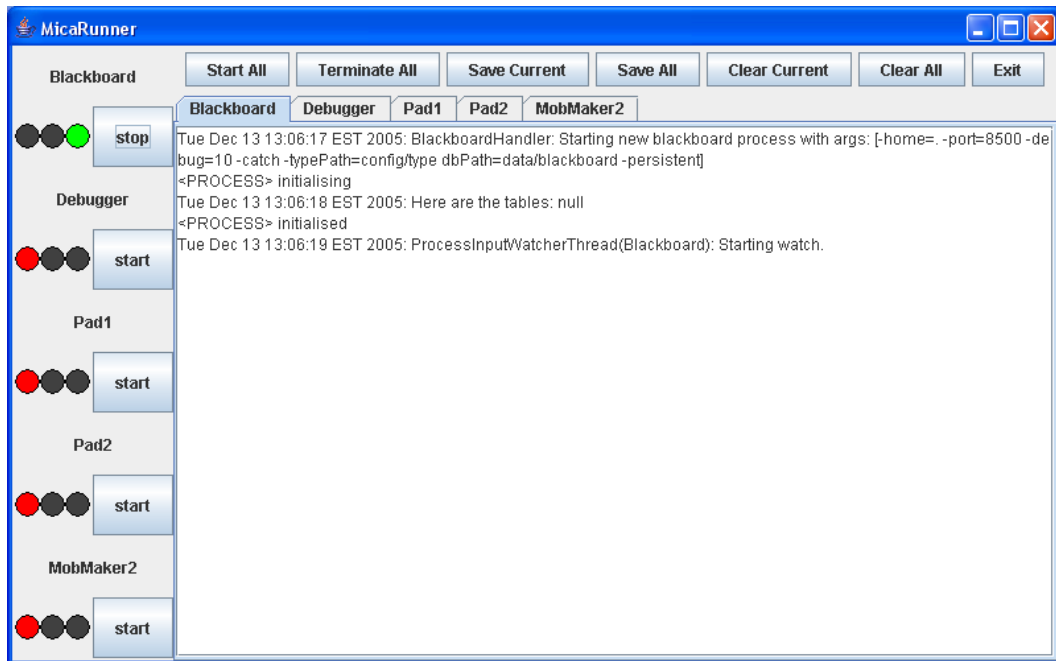 MicaRunner
Blackboard
Start All
Terminate All
Save Current
Save All
Clear Current
Clear All
Exit
Blackboard
Debugger
Pad1
Pad2
MobMaker2
stop
Tue Dec 13 13:06:17 EST 2005: BlackboardHandler: Starting new blackboard process with args: [-home=. -port=8500 -de
bug=10 -catch -typePath=config/type dbPath=data/blackboard -persistent]
<PROCESS> initialising
Tue Dec 13 13:06:18 EST 2005: Here are the tables: null
<PROCESS> initialised
Tue Dec 13 13:06:19 EST 2005: ProcessInputWatcherThread(Blackboard): Starting watch.
Debugger
start
Pad1
start
Pad2
start
MobMaker2
start